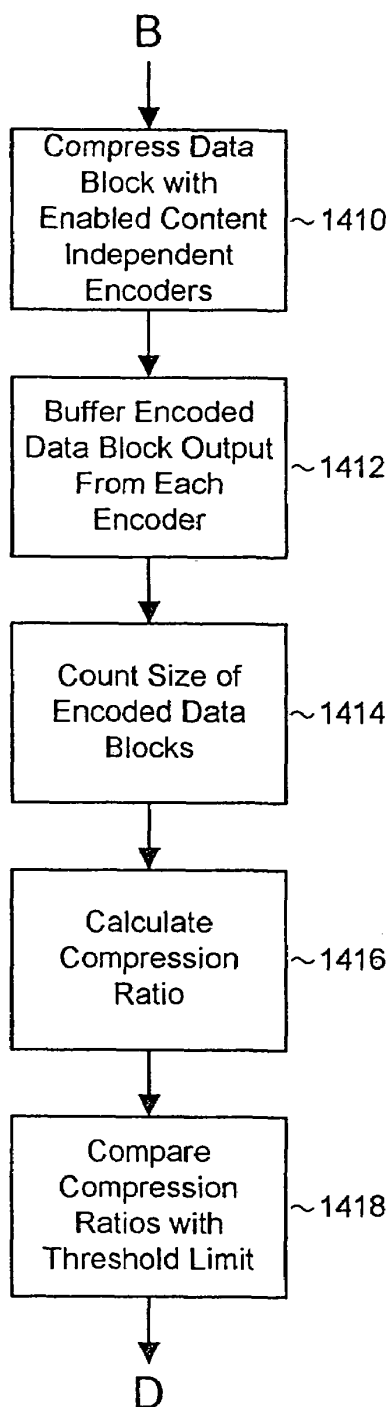 B
Compress Data
Block with
Enabled Content
Independent
Encoders
~1410
Buffer Encoded
Data Block Output
From Each
Encoder
~1412
Count Size of
Encoded Data
Blocks
~1414
Calculate
Compression
Ratio
~1416
Compare
Compression
Ratios with
Threshold Limit
~1418
D